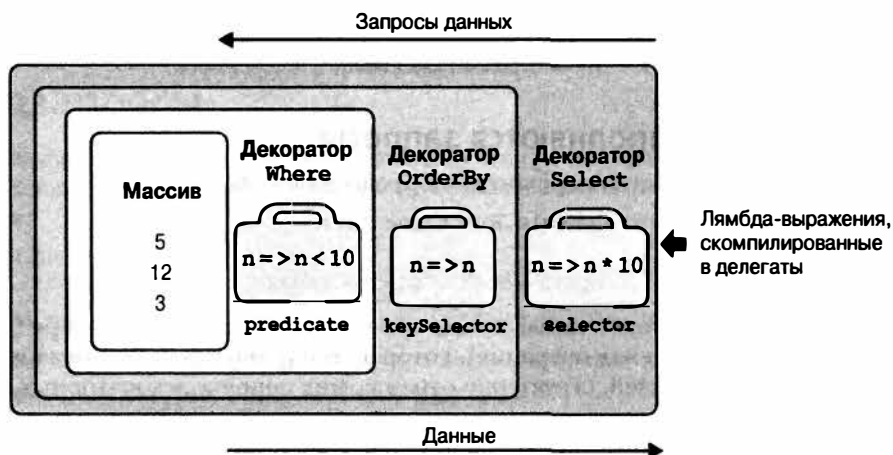 Запросы данных
Массив
5
12
3
Декоратор
Where
n=>n<10
predicate
Декоратор
OrderBy
n=>n
keySelector
Декоратор
Select
n=>n * 10
selector
Лямбда-выражения,
скомпилированные
в делегаты
Данные